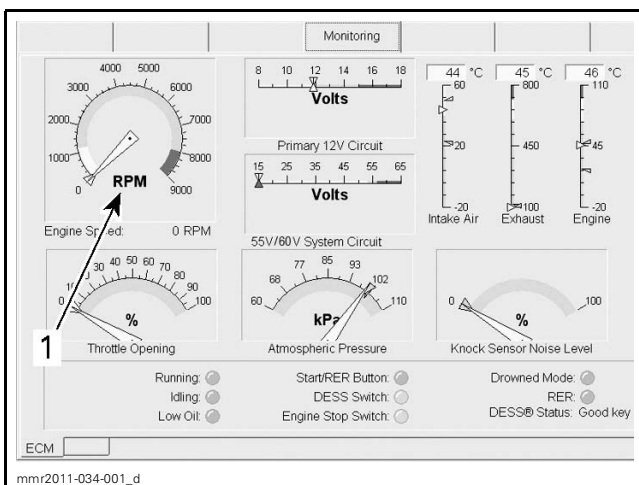 Monitoring
4000 5000
3000 6000
2000 7000
1000 8000
0 9000
RPM
Engine Speed: 0 RPM
8 10 12 14 16 18
Volts
Primary 12V Circuit
15 25 35 45 55 65
Volts
55V/60V System Circuit
44 °C 45 °C 46 °C
60 800 110
20 450 45
-20 100 -20
Intake Air Exhaust Engine
0 10 20 30 40 50 60 70 80 90 100
%
Throttle Opening
60 68 77 85 93 102 110
kPa
Atmospheric Pressure
0 100
%
Knock Sensor Noise Level
1
Running: Start/RER Button: Drowned Mode:
Idling: DESS Switch: RER:
Low Oil: Engine Stop Switch: DESS® Status: Good key
ECM
mmr2011-034-001_d